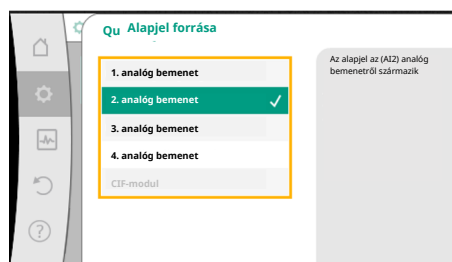 Qu Alapjel forrása
1. analóg bemenet
2. analóg bemenet
3. analóg bemenet
4. analóg bemenet
CIF-modul
Az alapjel az (AI2) analóg
bemenetről származik